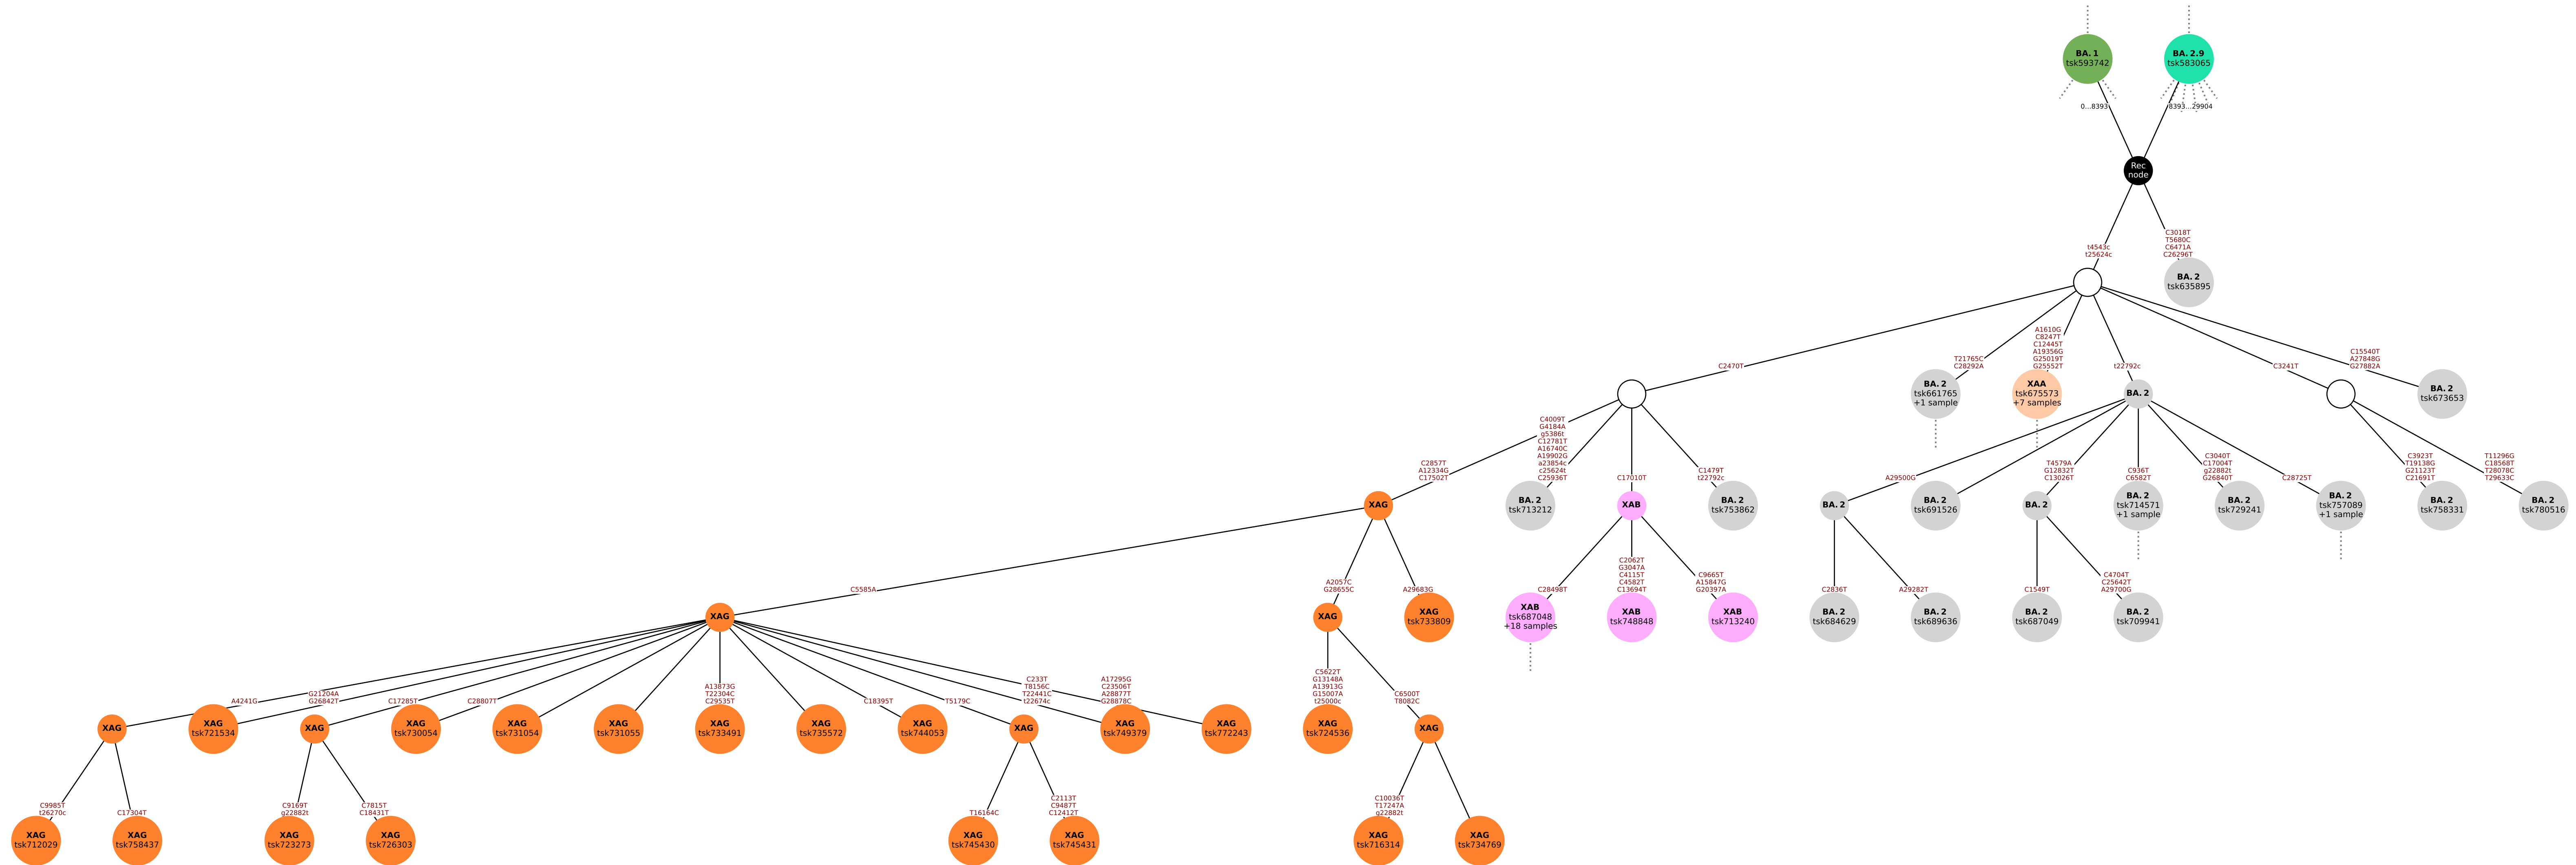 BA.1
tsk593742
BA.2.9
tsk583065
0...8393
8393...29904
Rec
node
t4543c
t25624c
C3018T
T5680C
C6471A
C26296T
BA.2
tsk635895
C2470T
T21765C
C28292A
A1610G
C8247T
C12445T
A19356G
G25019T
G25552T
t22792c
C3241T
C15540T
A27848G
G27882A
BA.2
tsk661765
+1 sample
XAA
tsk675573
+7 samples
BA.2
BA.2
tsk673653
C2857T
A12334G
C17502T
C4009T
G4184A
g5386t
C12781T
A16740C
A19902G
a23854c
c25624t
C25936T
C17010T
C1479T
t22792c
A29500G
T4579A
G12832T
C13026T
C936T
C6582T
C3040T
C17004T
g22882t
G26840T
C28725T
C3923T
T19138G
G21123T
C21691T
T11296G
C18568T
T28078C
T29633C
XAG
BA.2
tsk713212
XAB
BA.2
tsk753862
BA.2
BA.2
tsk691526
BA.2
BA.2
tsk714571
+1 sample
BA.2
tsk729241
BA.2
tsk757089
+1 sample
BA.2
tsk758331
BA.2
tsk780516
C5585A
A2057C
G28655C
A29683G
C28498T
C2062T
G3047A
C4115T
C4582T
C13694T
C9665T
A15847G
G20397A
C2836T
A29282T
C1549T
C4704T
C25642T
A29700G
XAG
XAG
XAG
tsk733809
XAB
tsk687048
+18 samples
XAB
tsk748848
XAB
tsk713240
BA.2
tsk684629
BA.2
tsk689636
BA.2
tsk687049
BA.2
tsk709941
A4241G
G21204A
G26842T
C17285T
C28807T
A13873G
T22304C
C29535T
C18395T
T5179C
C233T
T8156C
T22441C
t22674c
A17295G
C23506T
A28877T
G28878C
C5622T
G13148A
A13913G
G15007A
t25000c
C6500T
T8082C
XAG
XAG
tsk721534
XAG
XAG
tsk730054
XAG
tsk731054
XAG
tsk731055
XAG
tsk733491
XAG
tsk735572
XAG
tsk744053
XAG
XAG
tsk749379
XAG
tsk772243
XAG
tsk724536
XAG
C9985T
t26270c
C17304T
C9169T
g22882t
C7815T
C18431T
T16164C
C2113T
C9487T
C12412T
C10036T
T17247A
g22882t
XAG
tsk712029
XAG
tsk758437
XAG
tsk723273
XAG
tsk726303
XAG
tsk745430
XAG
tsk745431
XAG
tsk716314
XAG
tsk734769